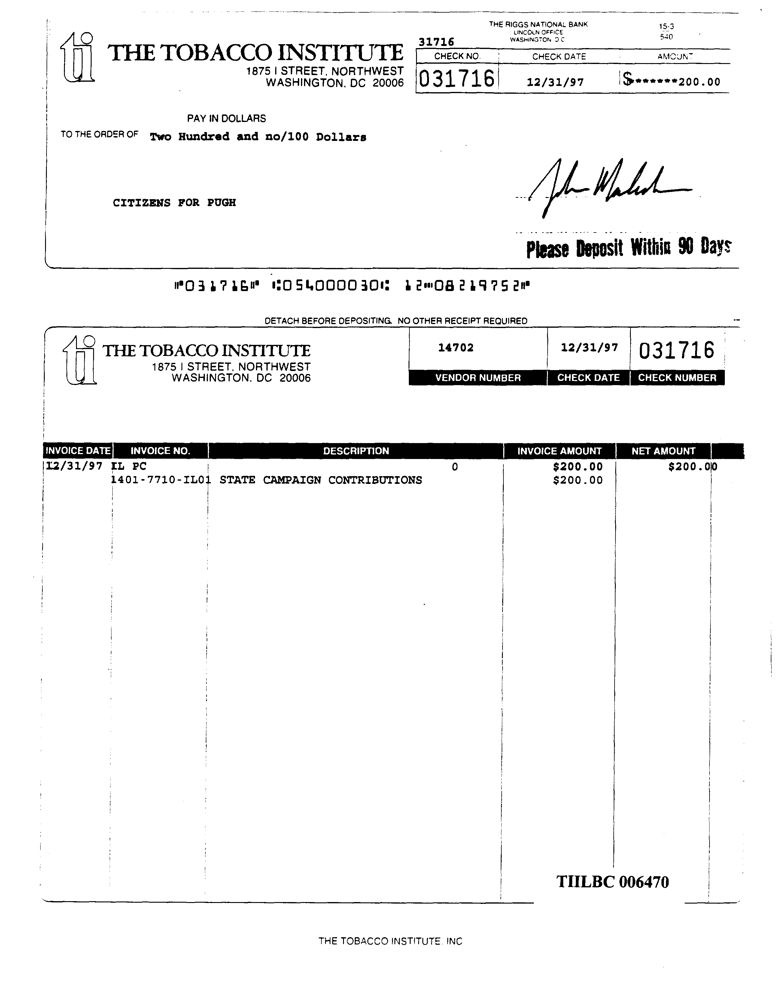 THE RIGGS NATIONAL BANK
LINCOLN OFFICE
WASHINGTON, D.C.
15-3
540
31716
ti THE TOBACCO INSTITUTE
1875 I STREET, NORTHWEST
WASHINGTON, DC 20006
CHECK NO. CHECK DATE AMOUNT
031716 12/31/97 $******200.00
PAY IN DOLLARS
TO THE ORDER OF Two Hundred and no/100 Dollars
CITIZENS FOR PUGH
Please Deposit Within 90 Days
⑈031716⑈ ⑆054000030⑆ 12⑉08219752⑈
DETACH BEFORE DEPOSITING. NO OTHER RECEIPT REQUIRED
ti THE TOBACCO INSTITUTE
1875 I STREET, NORTHWEST
WASHINGTON, DC 20006
14702 12/31/97 031716
VENDOR NUMBER CHECK DATE CHECK NUMBER
INVOICE DATE INVOICE NO. DESCRIPTION INVOICE AMOUNT NET AMOUNT
12/31/97 IL PC 0 $200.00 $200.00
1401-7710-IL01 STATE CAMPAIGN CONTRIBUTIONS $200.00
TIILBC 006470
THE TOBACCO INSTITUTE. INC